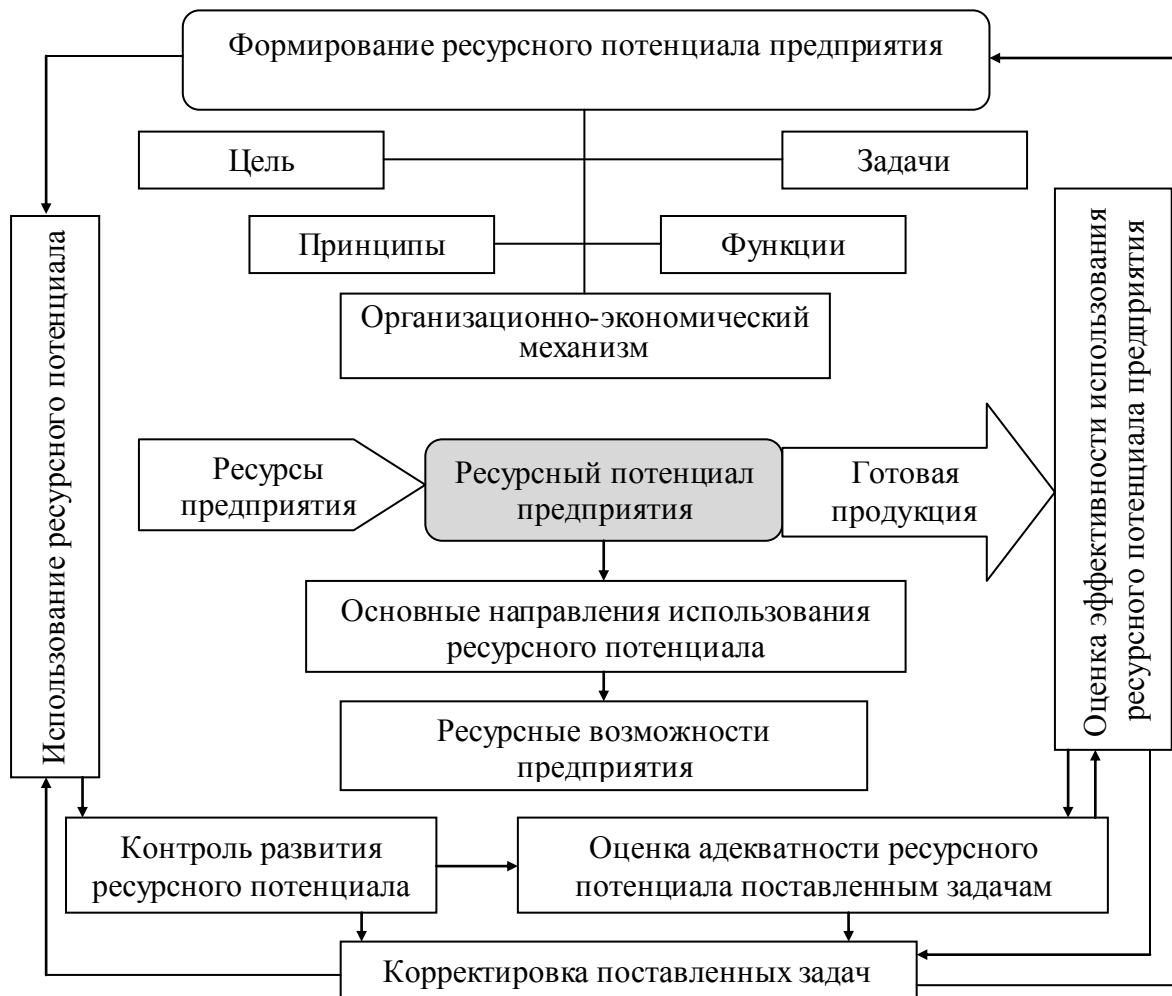 Формирование ресурсного потенциала предприятия
Цель
Задачи
Принципы
Функции
Организационно-экономический
механизм
Использование ресурсного потенциала
Ресурсы
предприятия
Ресурсный потенциал
предприятия
Готовая
продукция
Оценка эффективности использования
ресурсного потенциала предприятия
Основные направления использования
ресурсного потенциала
Ресурсные возможности
предприятия
Контроль развития
ресурсного потенциала
Оценка адекватности ресурсного
потенциала поставленным задачам
Корректировка поставленных задач